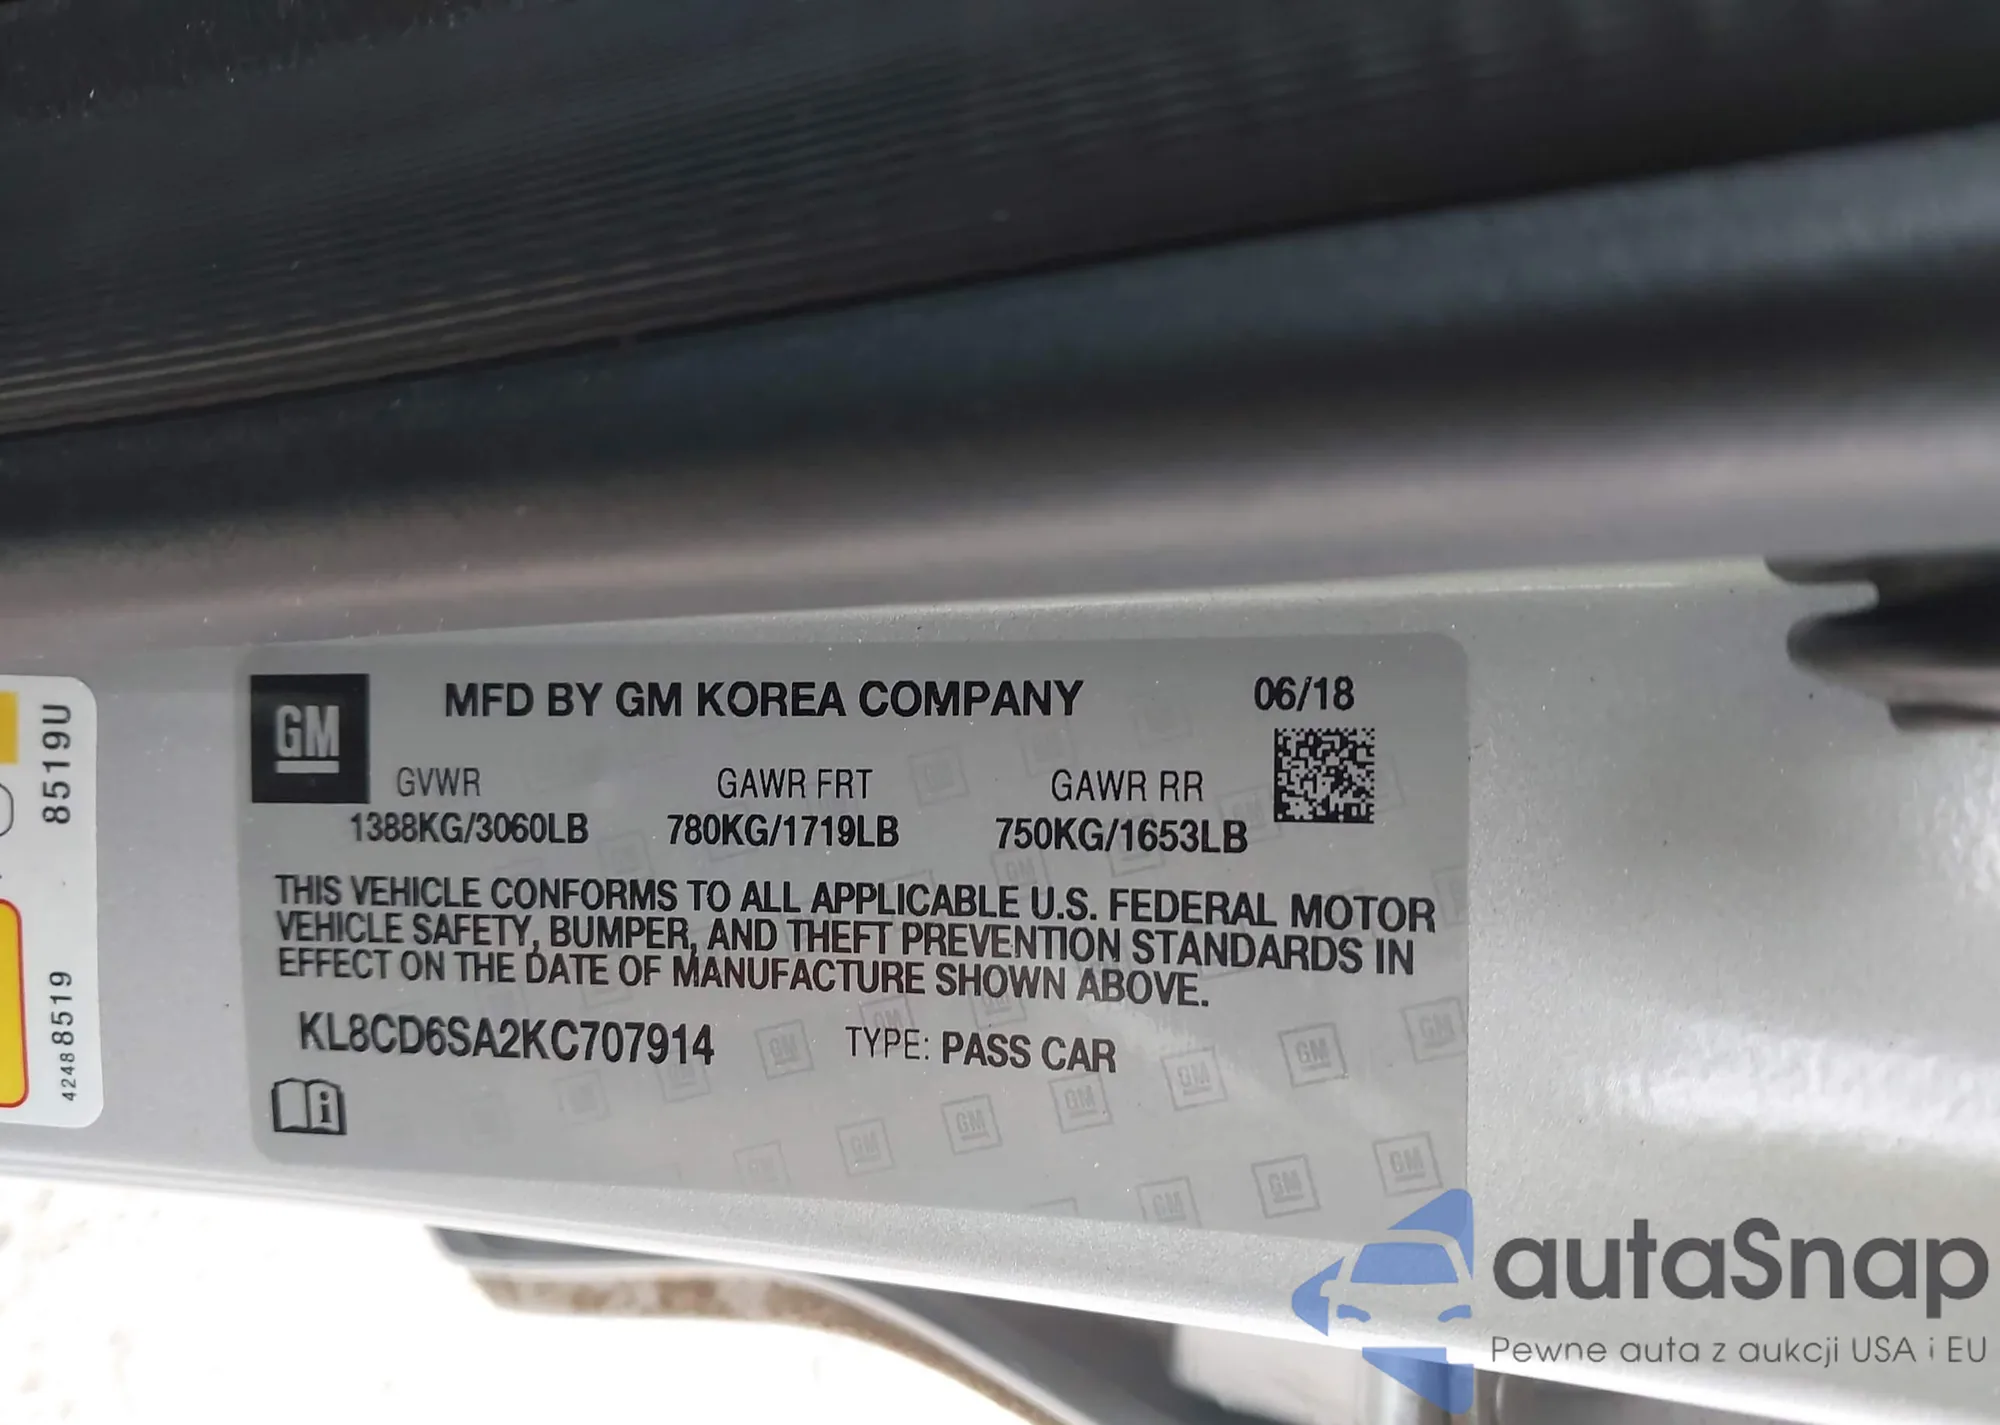 GM
MFD BY GM KOREA COMPANY
06/18
GVWR
GAWR FRT
GAWR RR
1388KG/3060LB
780KG/1719LB
750KG/1653LB
THIS VEHICLE CONFORMS TO ALL APPLICABLE U.S. FEDERAL MOTOR
VEHICLE SAFETY, BUMPER, AND THEFT PREVENTION STANDARDS IN
EFFECT ON THE DATE OF MANUFACTURE SHOWN ABOVE.
KL8CD6SA2KC707914
TYPE: PASS CAR
8519U
42488519
autaSnap
Pewne auta z aukcji USA i EU